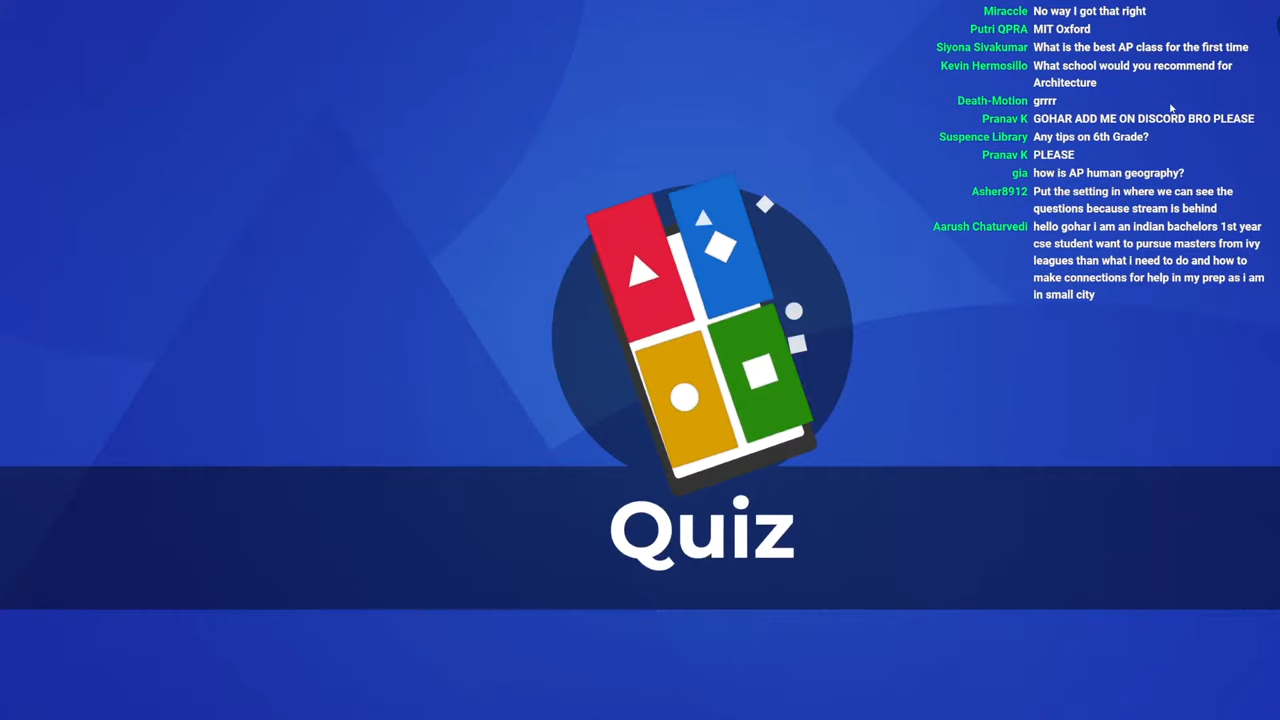 Miraccle No way I got that right
Putri QPRA MIT Oxford
Siyona Sivakumar What is the best AP class for the first time
Kevin Hermosillo What school would you recommend for
Architecture
Death-Motion grrrr
Pranav K GOHAR ADD ME ON DISCORD BRO PLEASE
Suspence Library Any tips on 6th Grade?
Pranav K PLEASE
gia how is AP human geography?
Asher8912 Put the setting in where we can see the
questions because stream is behind
Aarush Chaturvedi hello gohar i am an indian bachelors 1st year
cse student want to pursue masters from ivy
leagues than what i need to do and how to
make connections for help in my prep as i am
in small city
Quiz